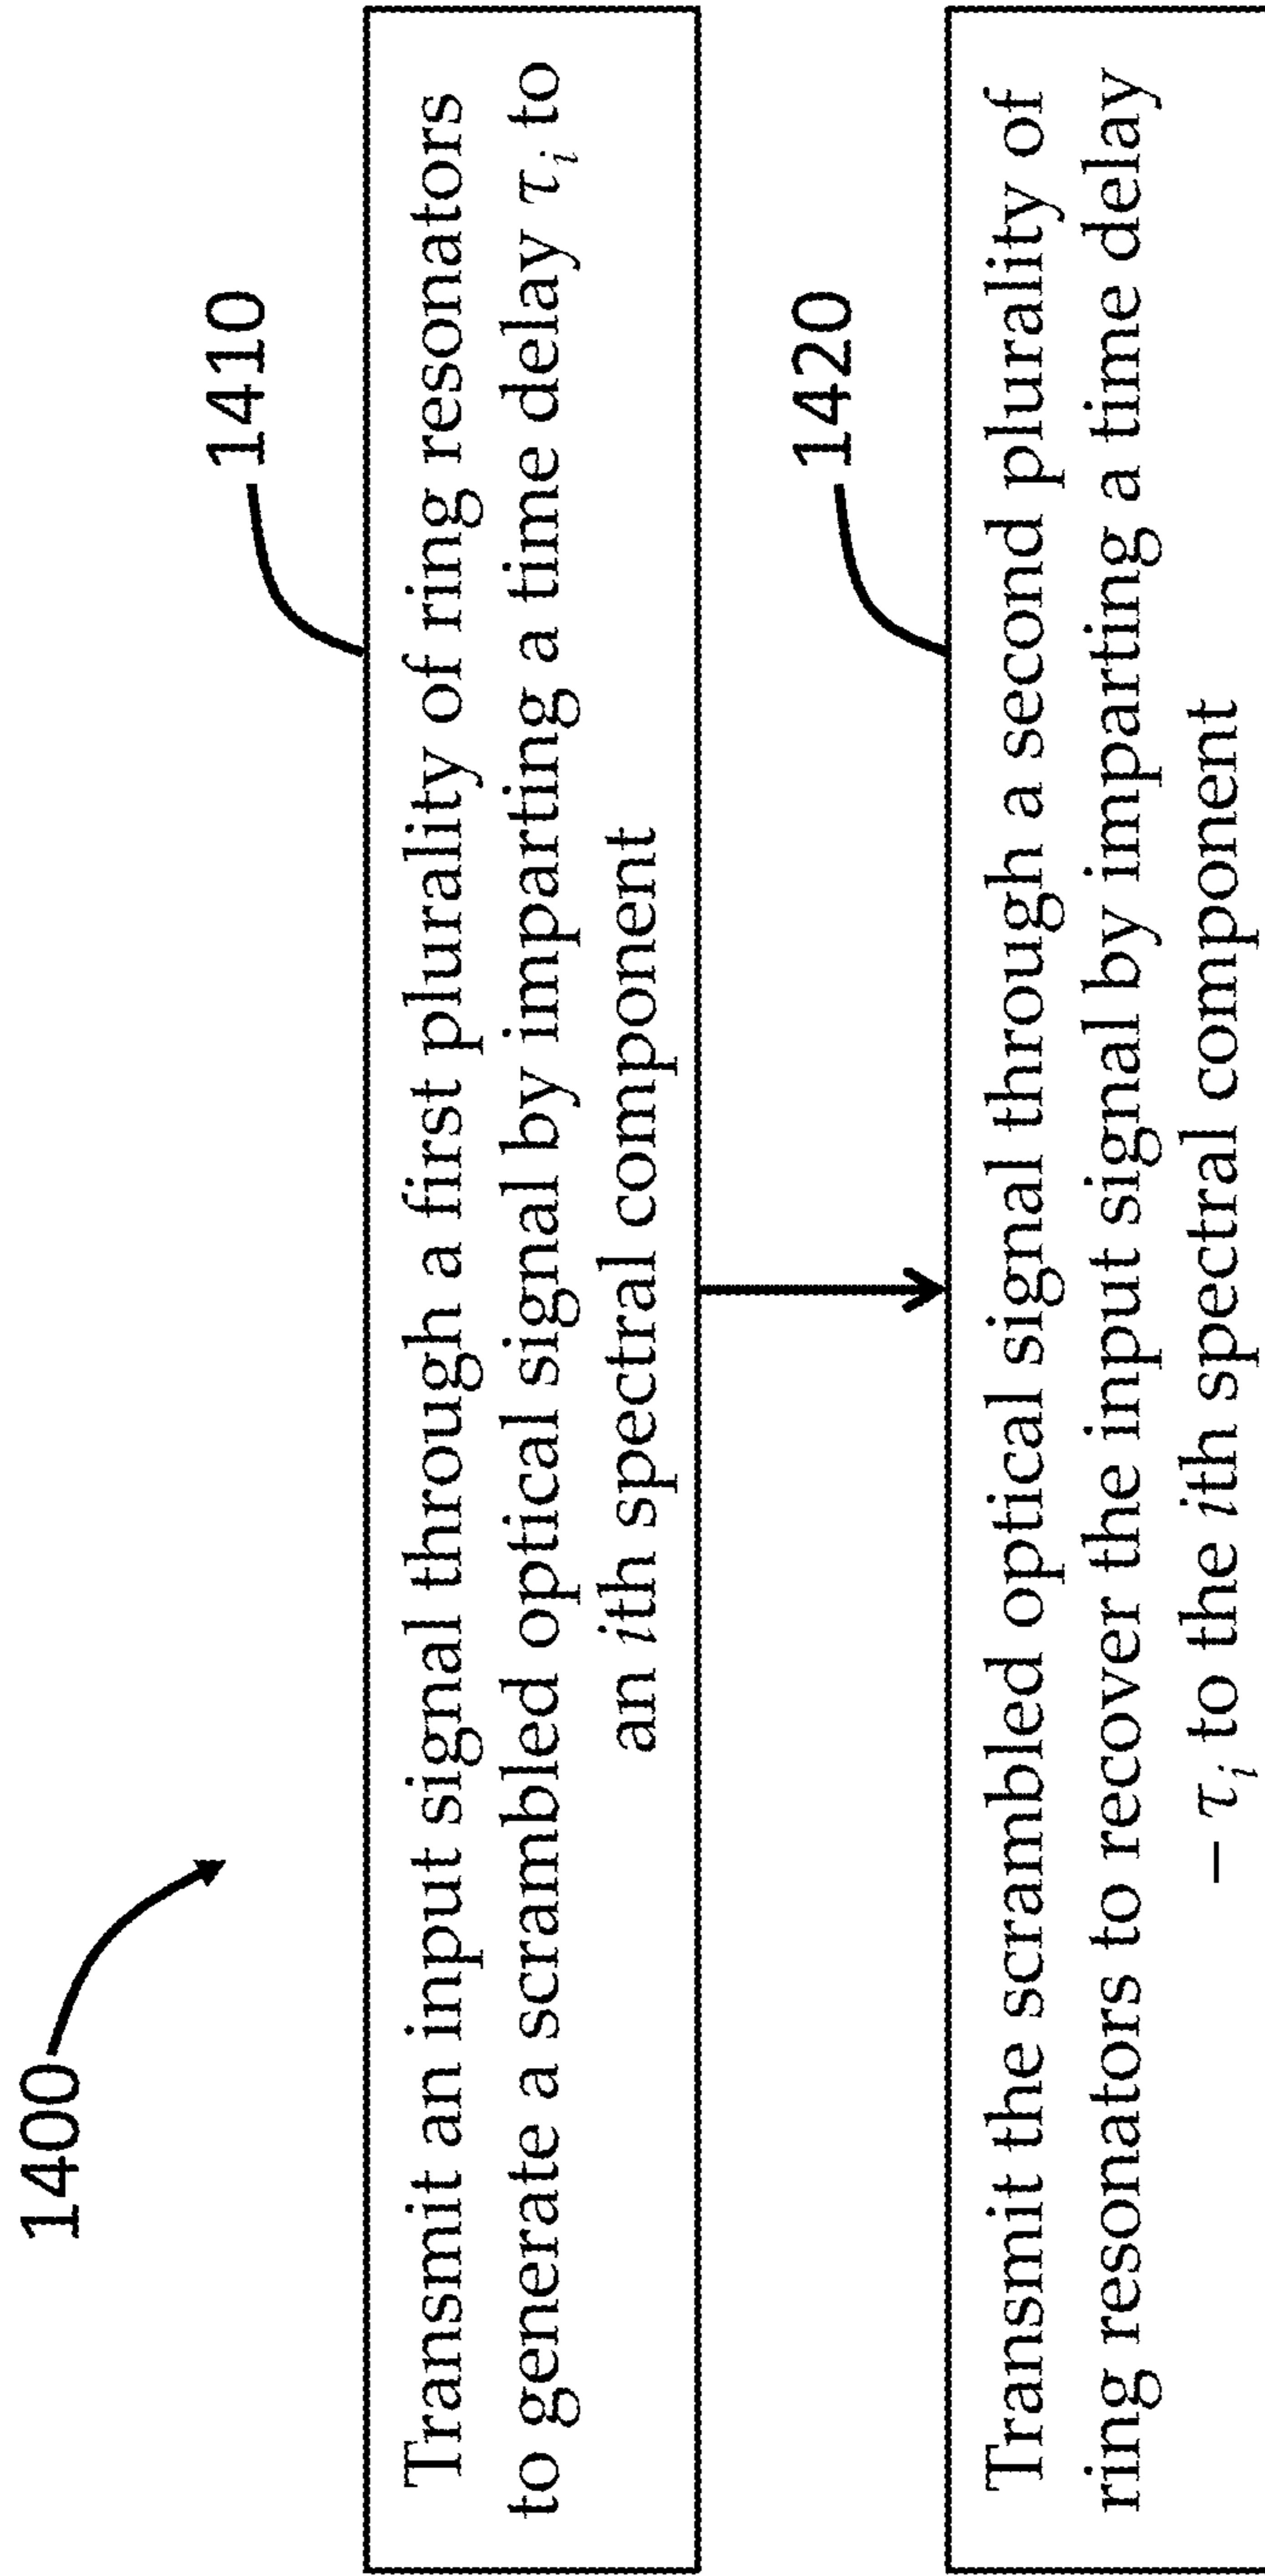 1400
1410
Transmit an input signal through a first plurality of ring resonators
to generate a scrambled optical signal by imparting a time delay τᵢ to
an ith spectral component
1420
Transmit the scrambled optical signal through a second plurality of
ring resonators to recover the input signal by imparting a time delay
– τᵢ to the ith spectral component